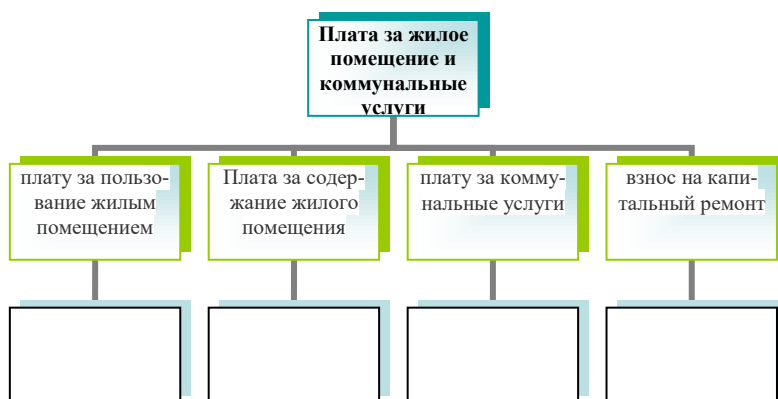 Плата за жилое
помещение и
коммунальные
услуги
плату за пользо-
вание жилым
помещением
Плата за содер-
жание жилого
помещения
плату за комму-
нальные услуги
взнос на капи-
тальный ремонт